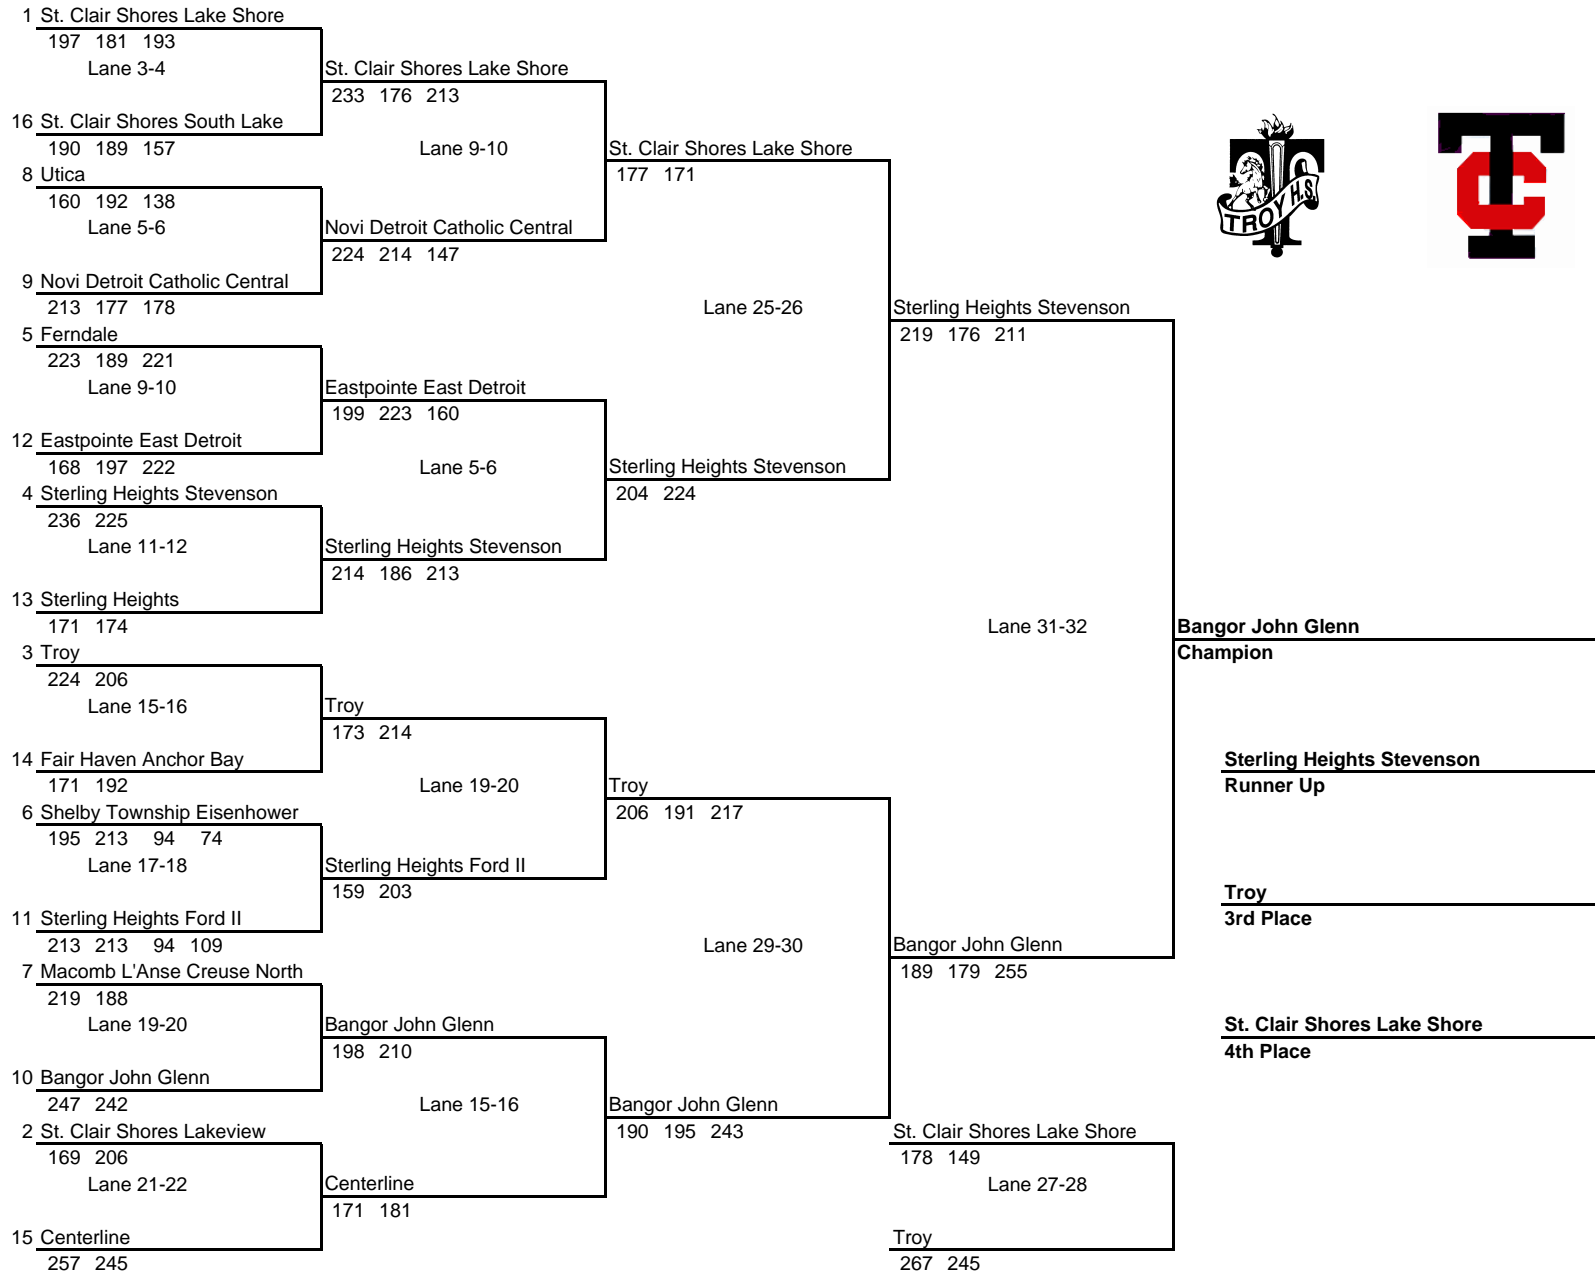 1 St. Clair Shores Lake Shore
197 181 193
Lane 3-4
16 St. Clair Shores South Lake
190 189 157
8 Utica
160 192 138
Lane 5-6
9 Novi Detroit Catholic Central
213 177 178
5 Ferndale
223 189 221
Lane 9-10
12 Eastpointe East Detroit
168 197 222
4 Sterling Heights Stevenson
236 225
Lane 11-12
13 Sterling Heights
171 174
3 Troy
224 206
Lane 15-16
14 Fair Haven Anchor Bay
171 192
6 Shelby Township Eisenhower
195 213 94 74
Lane 17-18
11 Sterling Heights Ford II
213 213 94 109
7 Macomb L'Anse Creuse North
219 188
Lane 19-20
10 Bangor John Glenn
247 242
2 St. Clair Shores Lakeview
169 206
Lane 21-22
15 Centerline
257 245
St. Clair Shores Lake Shore
233 176 213
Lane 9-10
Novi Detroit Catholic Central
224 214 147
Eastpointe East Detroit
199 223 160
Lane 5-6
Sterling Heights Stevenson
214 186 213
Troy
173 214
Lane 19-20
Sterling Heights Ford II
159 203
Bangor John Glenn
198 210
Lane 15-16
Centerline
171 181
St. Clair Shores Lake Shore
177 171
Lane 25-26
Sterling Heights Stevenson
204 224
Troy
206 191 217
Lane 29-30
Bangor John Glenn
190 195 243
Sterling Heights Stevenson
219 176 211
Lane 31-32
Bangor John Glenn
189 179 255
St. Clair Shores Lake Shore
178 149
Lane 27-28
Troy
267 245
TROY H.S.
TC
Bangor John Glenn
Champion
Sterling Heights Stevenson
Runner Up
Troy
3rd Place
St. Clair Shores Lake Shore
4th Place